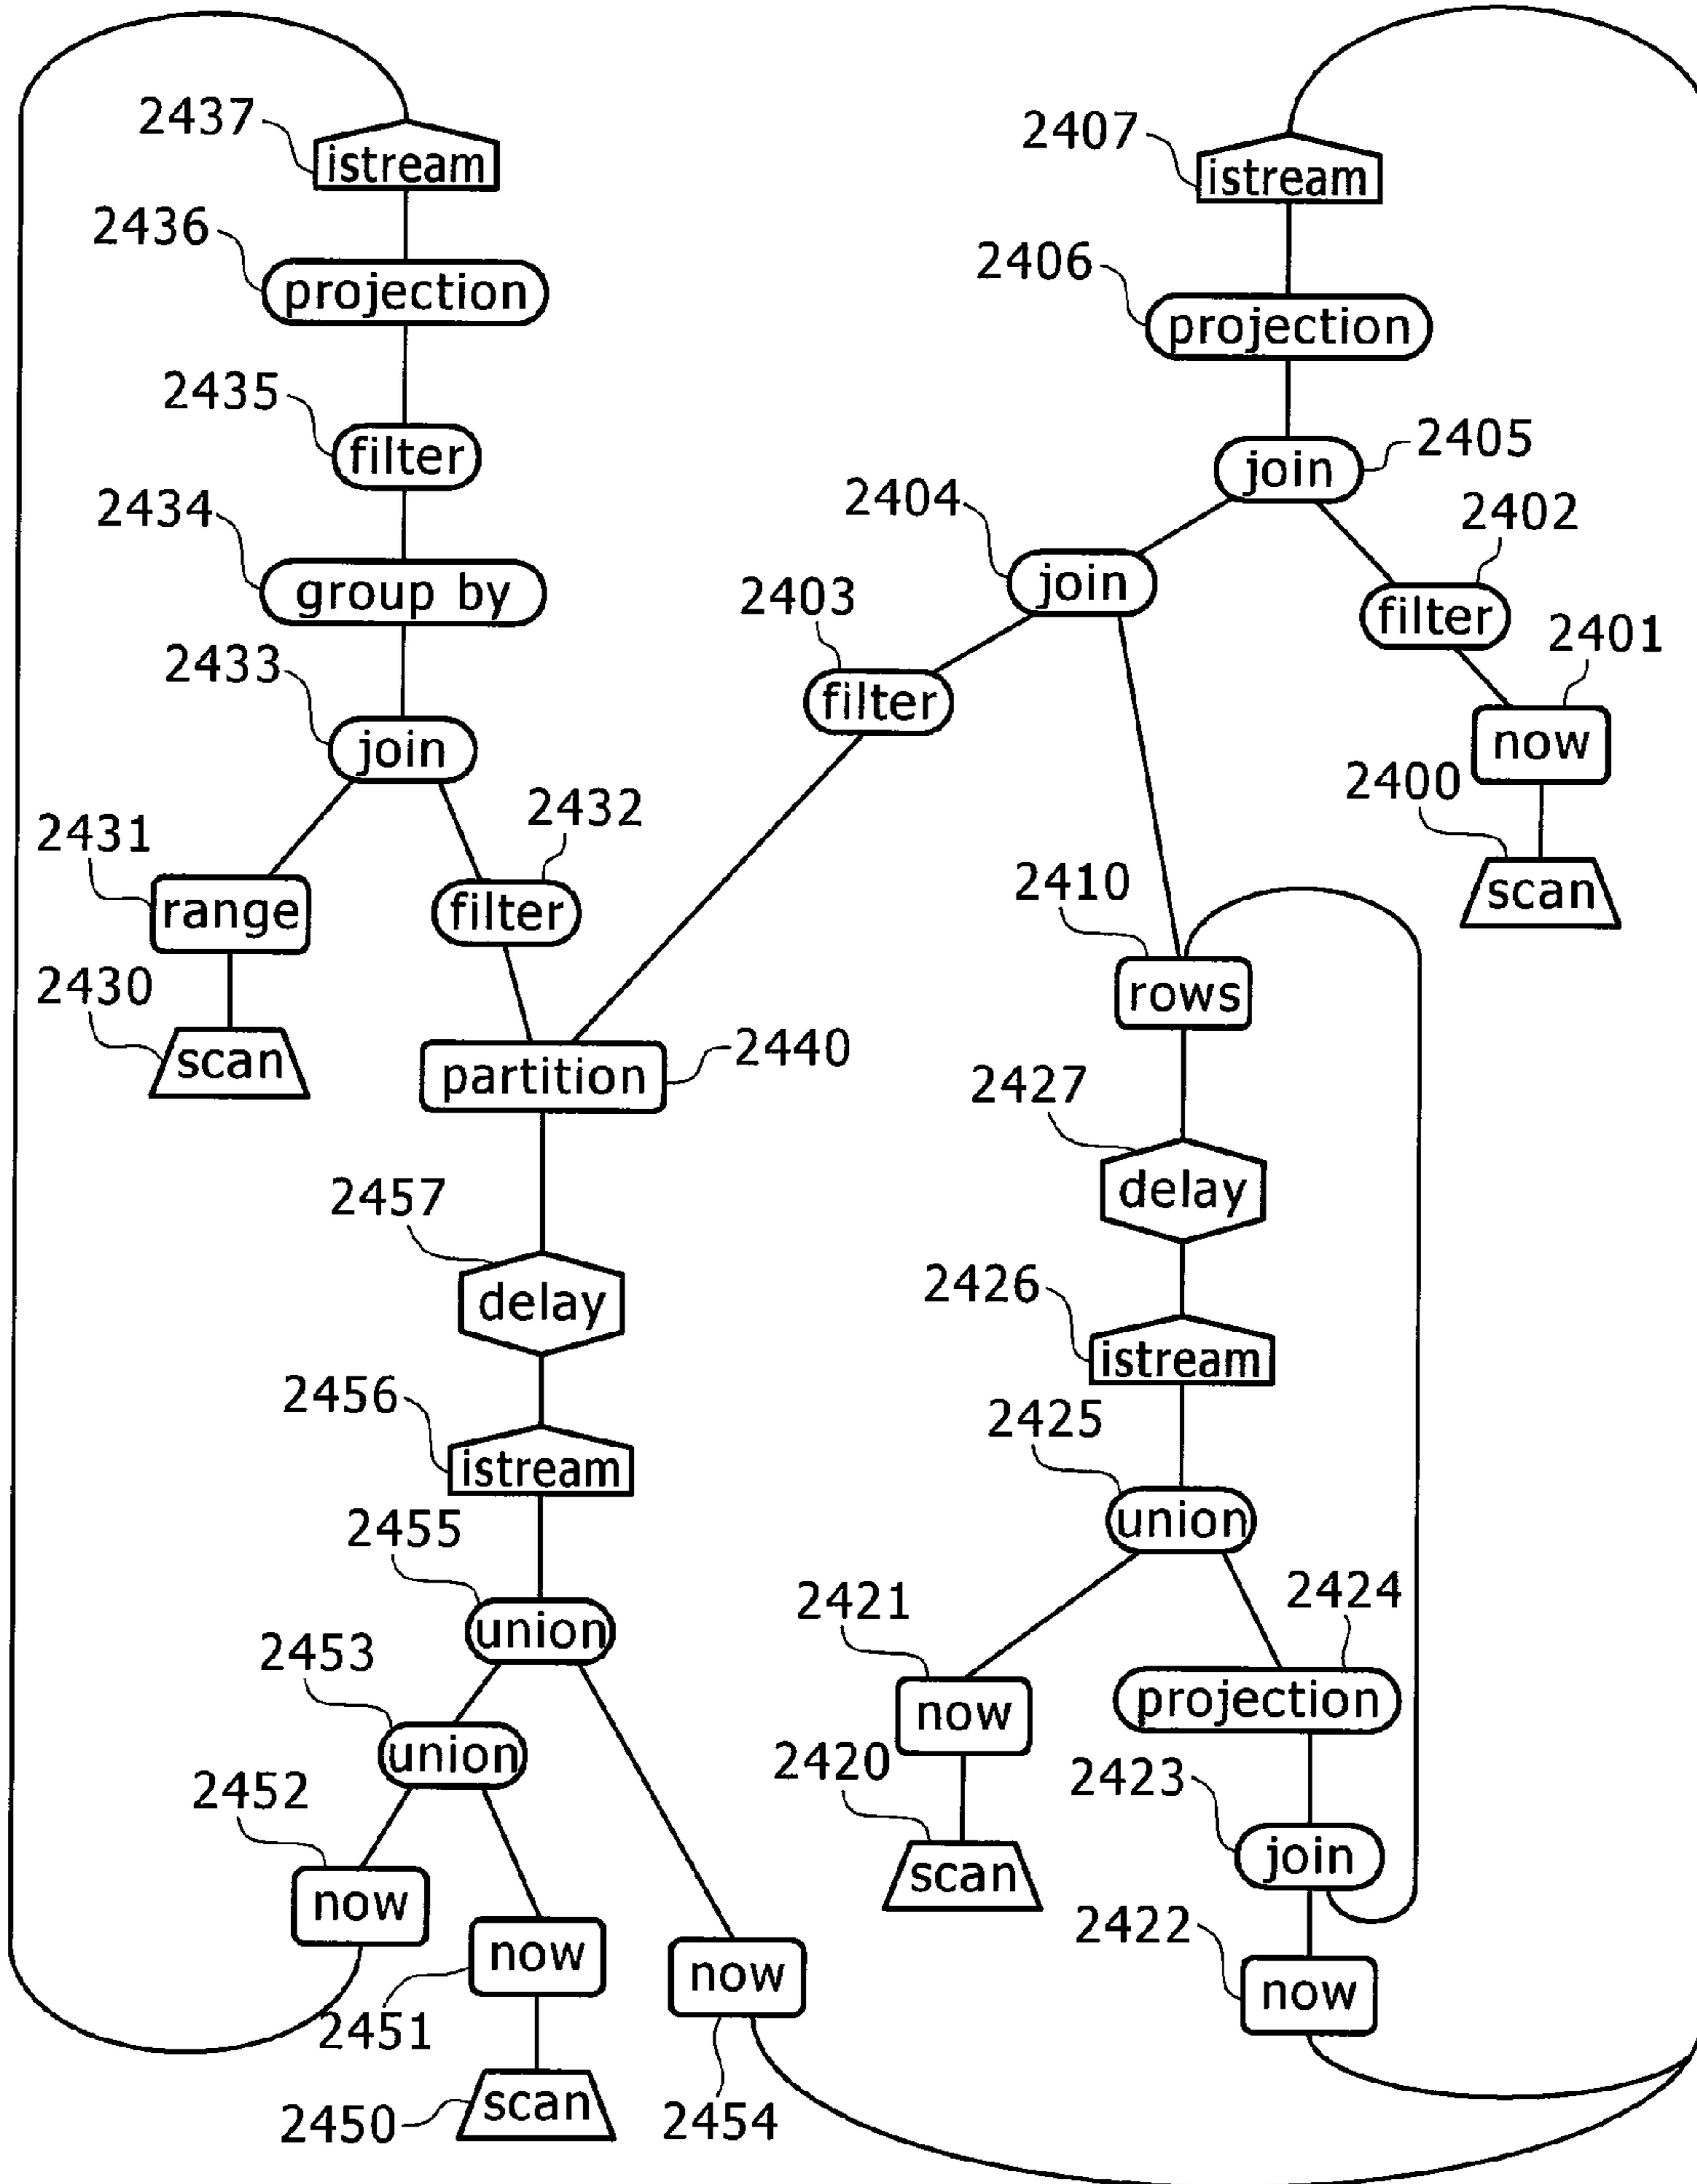 2437
istream
2407
istream
2436
projection
2406
projection
2435
filter
2405
join
2434
group by
2404
join
2402
filter
2403
filter
2401
now
2433
join
2400
scan
2431
range
2432
filter
2410
rows
2430
scan
partition
2440
2427
delay
2457
delay
2426
istream
2456
istream
2425
union
2455
union
2421
now
2424
projection
2453
union
2420
scan
2423
join
2452
now
now
2451
now
2454
2422
now
scan
2450